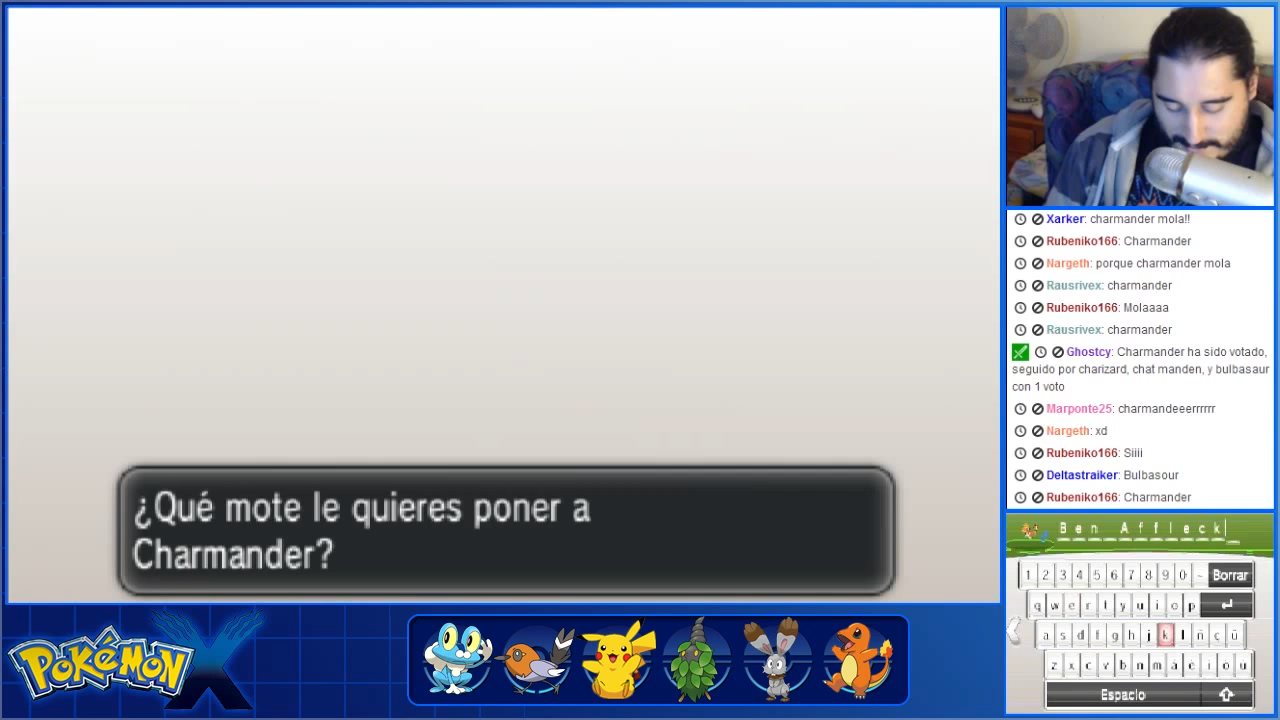 ¿Qué mote le quieres poner a
Charmander?
Xarker: charmander mola!!
Rubeniko166: Charmander
Nargeth: porque charmander mola
Rausrivex: charmander
Rubeniko166: Molaaaa
Rausrivex: charmander
Ghostcy: Charmander ha sido votado,
seguido por charizard, chat manden, y bulbasaur
con 1 voto
Marponte25: charmandeeerrrrrr
Nargeth: xd
Rubeniko166: Siiii
Deltastraiker: Bulbasour
Rubeniko166: Charmander
Ben Affleck
1 2 3 4 5 6 7 8 9 0 - Borrar
q w e r t y u i o p
a s d f g h j k l ñ ç ü
z x c v b n m á é í ó ú
Espacio
POKÉMON X